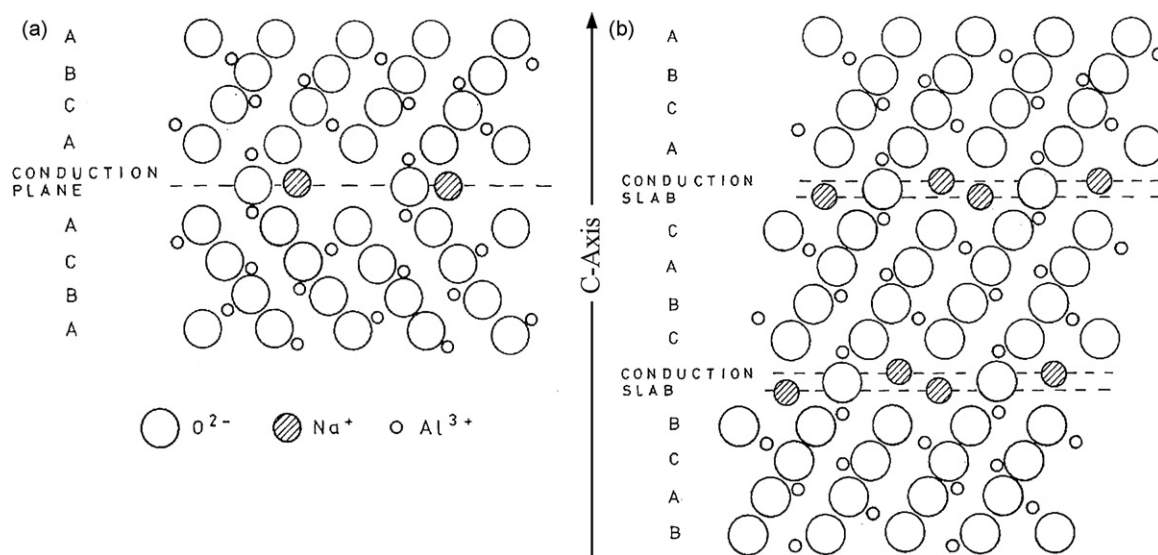 (a)
A
B
C
A
CONDUCTION
PLANE
A
C
B
A
O2- Na+ Al3+
C-Axis
(b)
A
B
C
A
CONDUCTION
SLAB
C
A
B
C
CONDUCTION
SLAB
B
C
A
B